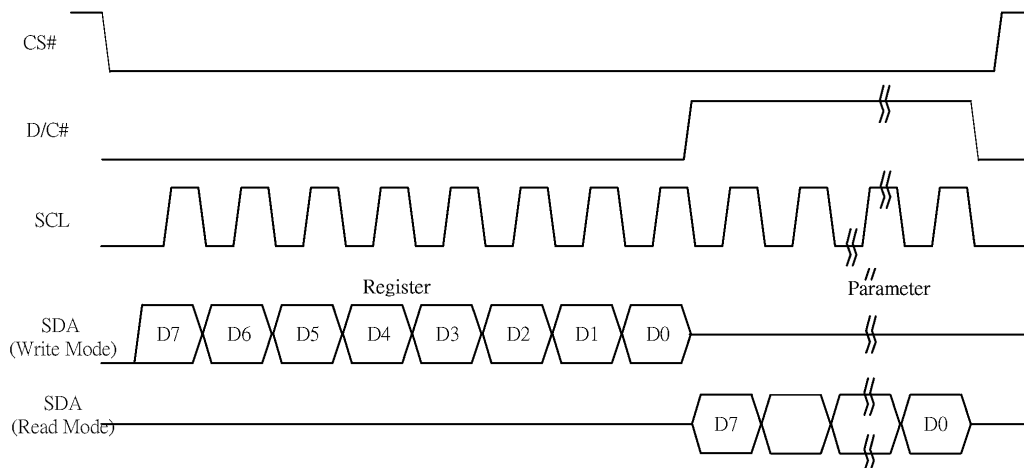 CS#
D/C#
SCL
Register
Parameter
SDA
(Write Mode)
D7 D6 D5 D4 D3 D2 D1 D0
SDA
(Read Mode)
D7 D0